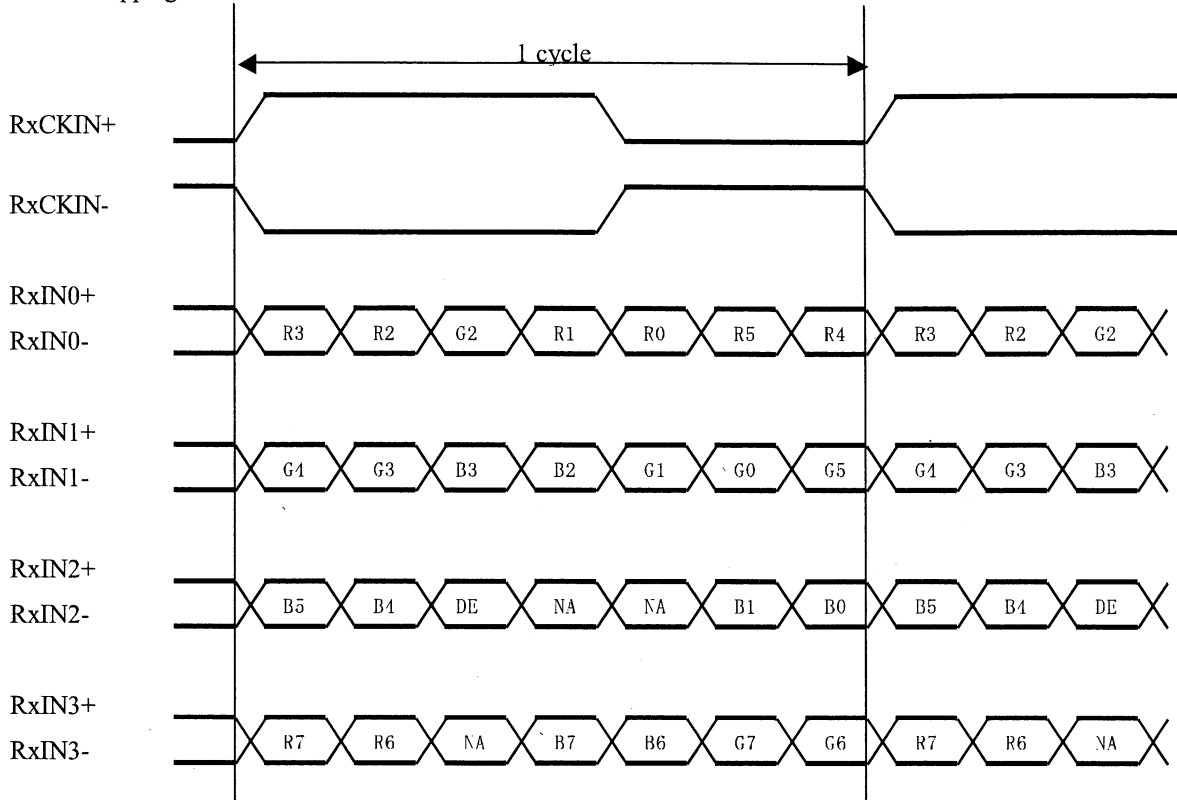 1 cycle
RxCKIN+
RxCKIN-
RxIN0+
R3 R2 G2 R1 R0 R5 R4 R3 R2 G2
RxIN0-
RxIN1+
G4 G3 B3 B2 G1 G0 G5 G4 G3 B3
RxIN1-
RxIN2+
B5 B4 DE NA NA B1 B0 B5 B4 DE
RxIN2-
RxIN3+
R7 R6 NA B7 B6 G7 G6 R7 R6 NA
RxIN3-